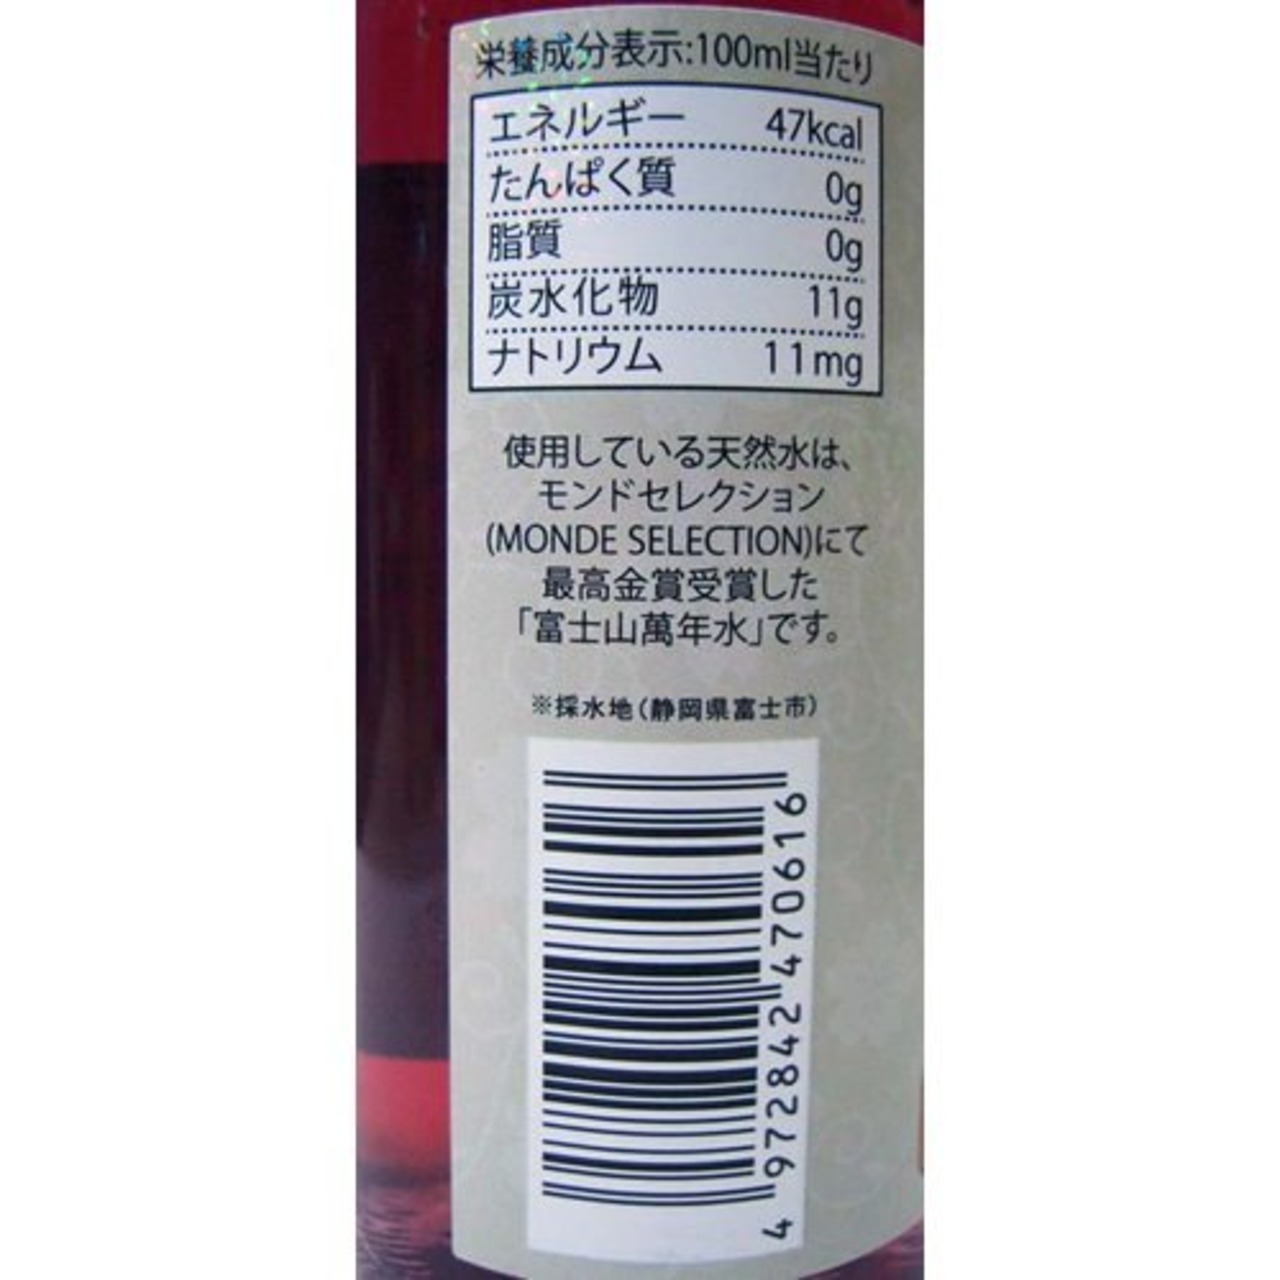 栄養成分表示:100ml当たり
エネルギー 47kcal
たんぱく質 0g
脂質 0g
炭水化物 11g
ナトリウム 11mg
使用している天然水は、
モンドセレクション
(MONDE SELECTION)にて
最高金賞受賞した
「富士山萬年水」です。
※採水地(静岡県富士市)
4 972842 470616